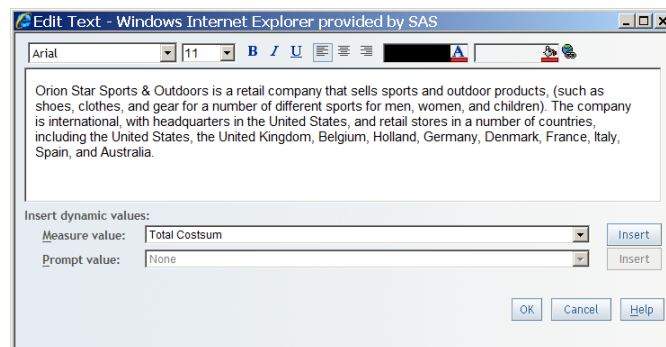 Edit Text - Windows Internet Explorer provided by SAS
Arial 11 B I U A
Orion Star Sports & Outdoors is a retail company that sells sports and outdoor products, (such as
shoes, clothes, and gear for a number of different sports for men, women, and children). The company
is international, with headquarters in the United States, and retail stores in a number of countries,
including the United States, the United Kingdom, Belgium, Holland, Germany, Denmark, France, Italy,
Spain, and Australia.
Insert dynamic values:
Measure value: Total Costsum Insert
Prompt value: None Insert
OK Cancel Help